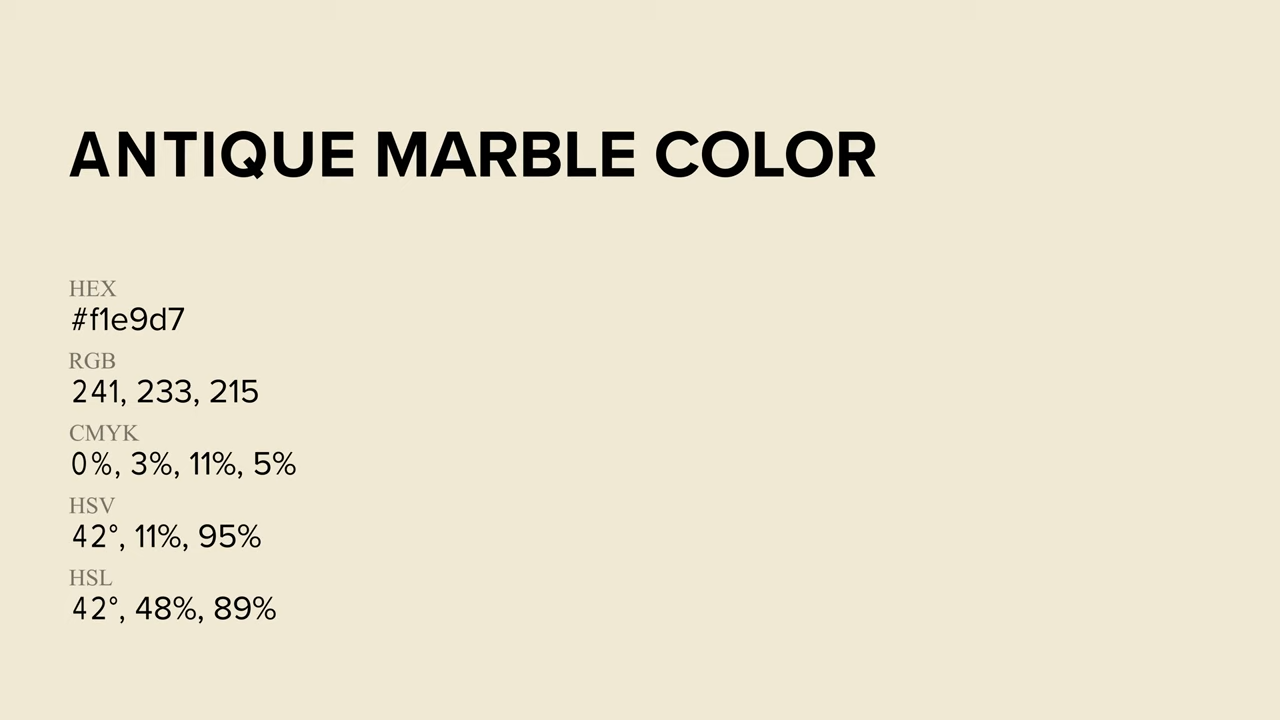 ANTIQUE MARBLE COLOR
HEX
#f1e9d7
RGB
241, 233, 215
CMYK
0%, 3%, 11%, 5%
HSV
42°, 11%, 95%
HSL
42°, 48%, 89%